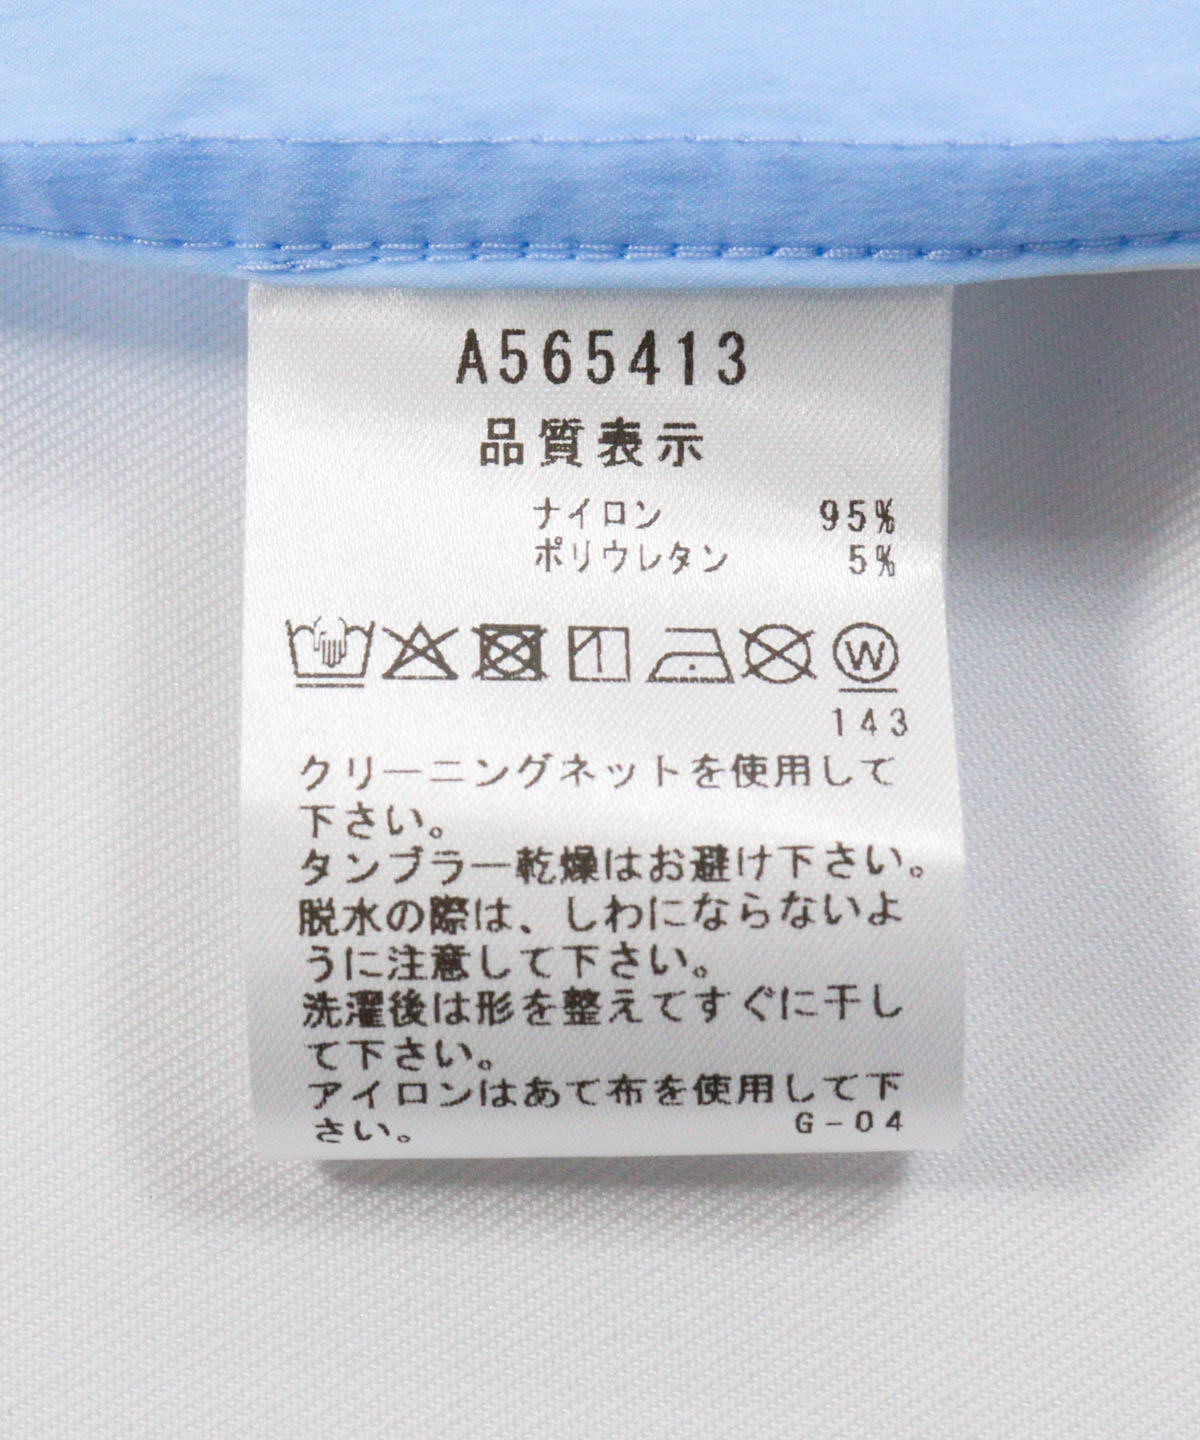 A565413
品質表示
ナイロン 95%
ポリウレタン 5%
W
143
クリーニングネットを使用して
下さい。
タンブラー乾燥はお避け下さい。
脱水の際は、しわにならないよ
うに注意して下さい。
洗濯後は形を整えてすぐに干し
て下さい。
アイロンはあて布を使用して下
さい。 G-04